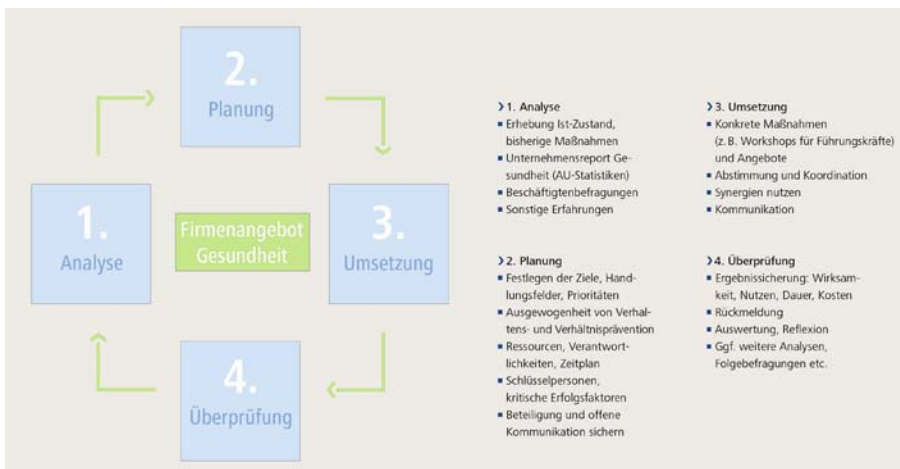 2.
Planung
1.
Analyse
Firmenangebot
Gesundheit
3.
Umsetzung
4.
Überprüfung
1. Analyse
Erhebung Ist-Zustand,
bisherige Maßnahmen
Unternehmensreport Ge-
sundheit (AU-Statistiken)
Beschäftigtenbefragungen
Sonstige Erfahrungen
2. Planung
Festlegen der Ziele, Hand-
lungsfelder, Prioritäten
Ausgewogenheit von Verhal-
tens- und Verhältnisprävention
Ressourcen, Verantwort-
lichkeiten, Zeitplan
Schlüsselpersonen,
kritische Erfolgsfaktoren
Beteiligung und offene
Kommunikation sichern
3. Umsetzung
Konkrete Maßnahmen
(z. B. Workshops für Führungskräfte)
und Angebote
Abstimmung und Koordination
Synergien nutzen
Kommunikation
4. Überprüfung
Ergebnissicherung: Wirksam-
keit, Nutzen, Dauer, Kosten
Rückmeldung
Auswertung, Reflexion
Ggf. weitere Analysen,
Folgebefragungen etc.